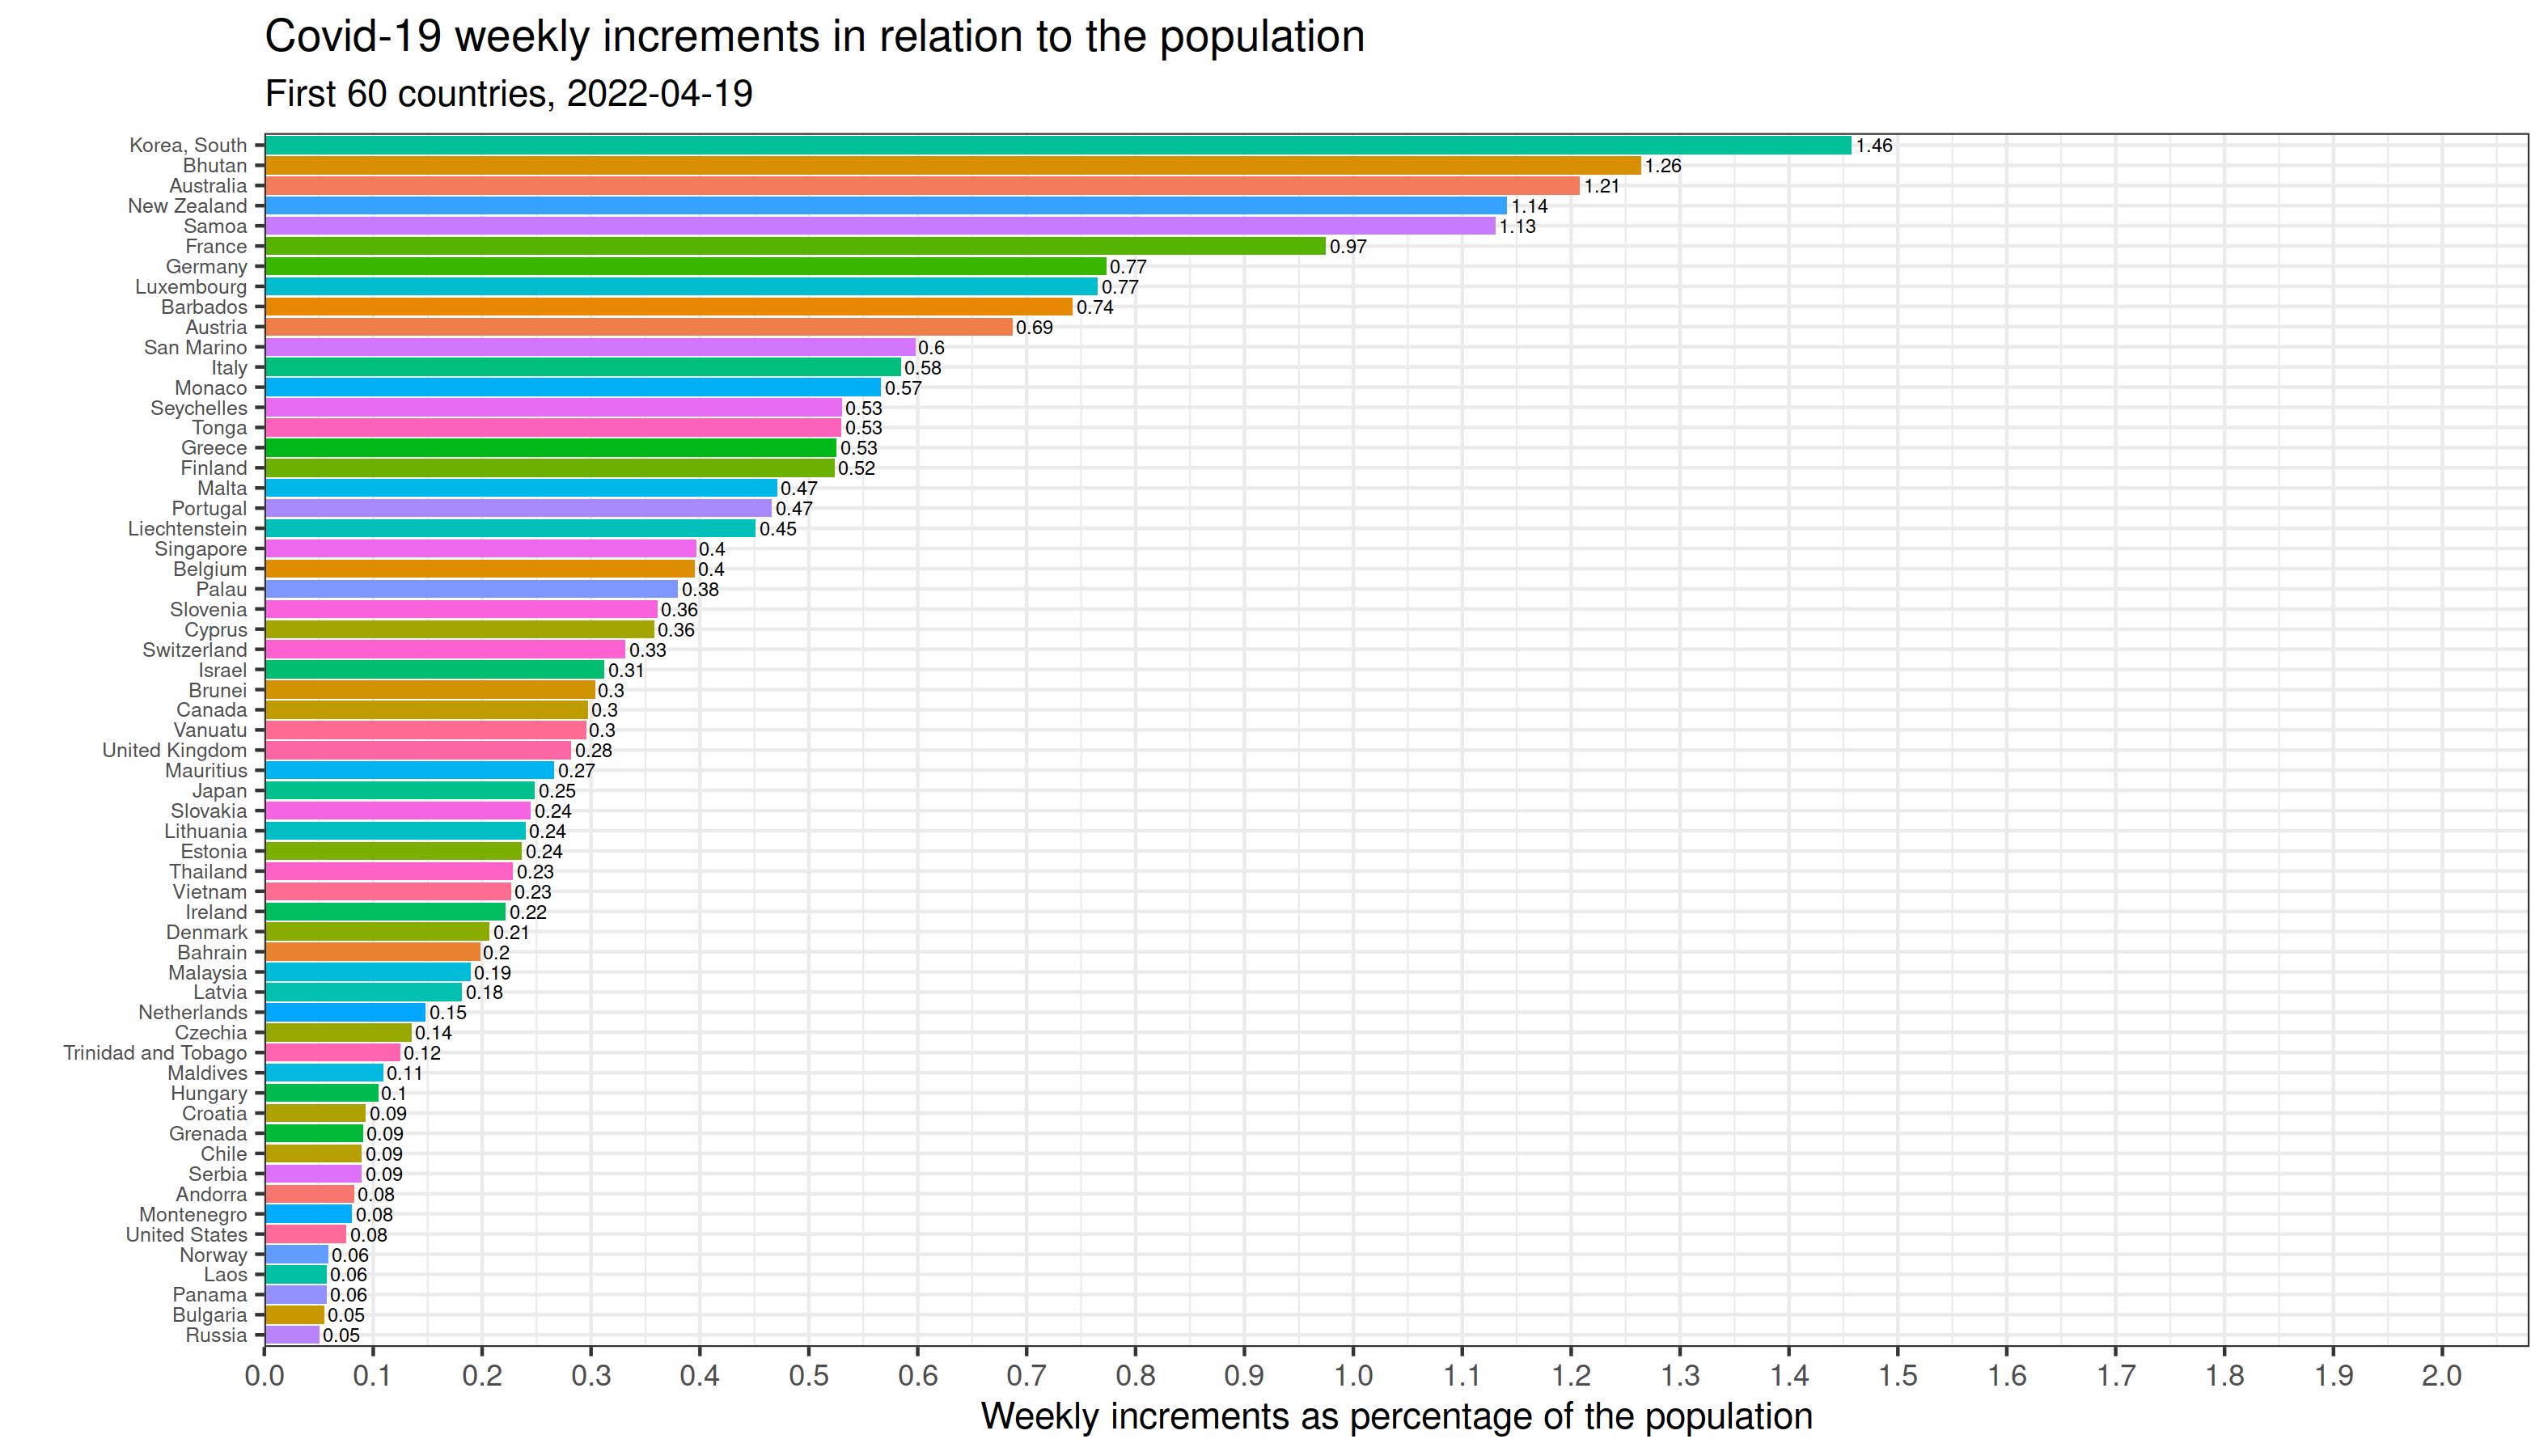 Covid-19 weekly increments in relation to the population
First 60 countries, 2022-04-19
Korea, South 1.46
Bhutan 1.26
Australia 1.21
New Zealand 1.14
Samoa 1.13
France 0.97
Germany 0.77
Luxembourg 0.77
Barbados 0.74
Austria 0.69
San Marino 0.6
Italy 0.58
Monaco 0.57
Seychelles 0.53
Tonga 0.53
Greece 0.53
Finland 0.52
Malta 0.47
Portugal 0.47
Liechtenstein 0.45
Singapore 0.4
Belgium 0.4
Palau 0.38
Slovenia 0.36
Cyprus 0.36
Switzerland 0.33
Israel 0.31
Brunei 0.3
Canada 0.3
Vanuatu 0.3
United Kingdom 0.28
Mauritius 0.27
Japan 0.25
Slovakia 0.24
Lithuania 0.24
Estonia 0.24
Thailand 0.23
Vietnam 0.23
Ireland 0.22
Denmark 0.21
Bahrain 0.2
Malaysia 0.19
Latvia 0.18
Netherlands 0.15
Czechia 0.14
Trinidad and Tobago 0.12
Maldives 0.11
Hungary 0.1
Croatia 0.09
Grenada 0.09
Chile 0.09
Serbia 0.09
Andorra 0.08
Montenegro 0.08
United States 0.08
Norway 0.06
Laos 0.06
Panama 0.06
Bulgaria 0.05
Russia 0.05
0.0 0.1 0.2 0.3 0.4 0.5 0.6 0.7 0.8 0.9 1.0 1.1 1.2 1.3 1.4 1.5 1.6 1.7 1.8 1.9 2.0
Weekly increments as percentage of the population